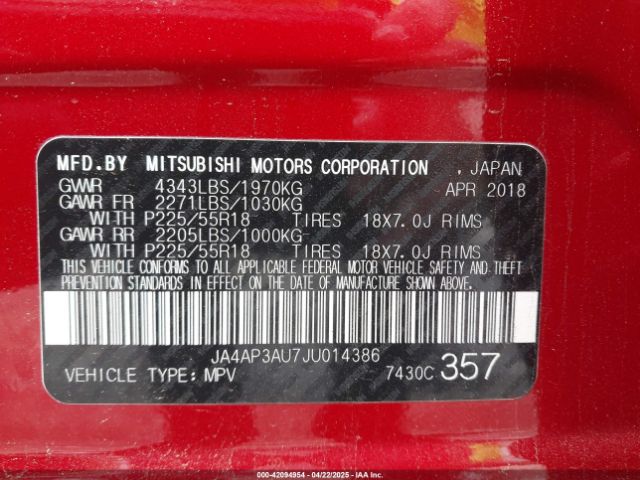 MFD.BY MITSUBISHI MOTORS CORPORATION , JAPAN
GWR 4343LBS/1970KG APR 2018
GAWR FR 2271LBS/1030KG
WITH P225/55R18 TIRES 18X7.0J RIMS
GAWR RR 2205LBS/1000KG
WITH P225/55R18 TIRES 18X7.0J RIMS
THIS VEHICLE CONFORMS TO ALL APPLICABLE FEDERAL MOTOR VEHICLE SAFETY AND THEFT
PREVENTION STANDARDS IN EFFECT ON THE DATE OF MANUFACTURE SHOWN ABOVE.
JA4AP3AU7JU014386
VEHICLE TYPE: MPV 7430C 357
© COPART - 42094954 - 04/22/2025 - © IAA Inc.